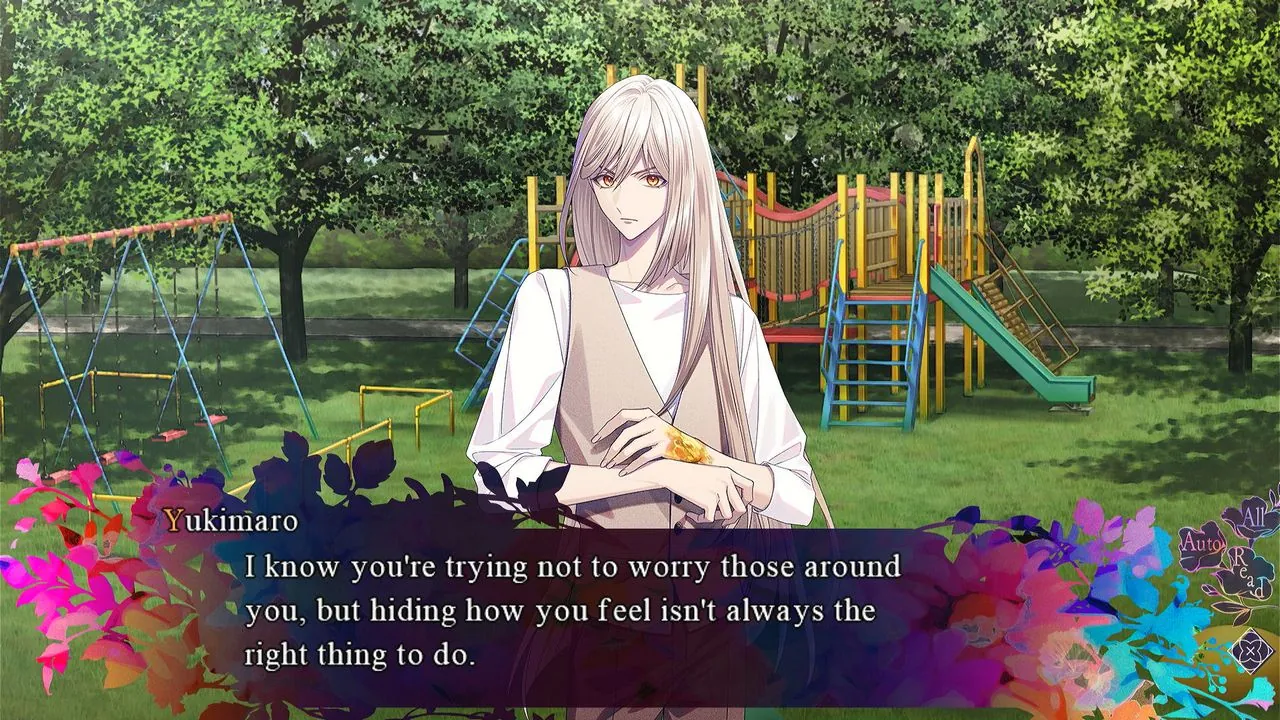 Yukimaro
I know you're trying not to worry those around
you, but hiding how you feel isn't always the
right thing to do.
All
Auto
Read